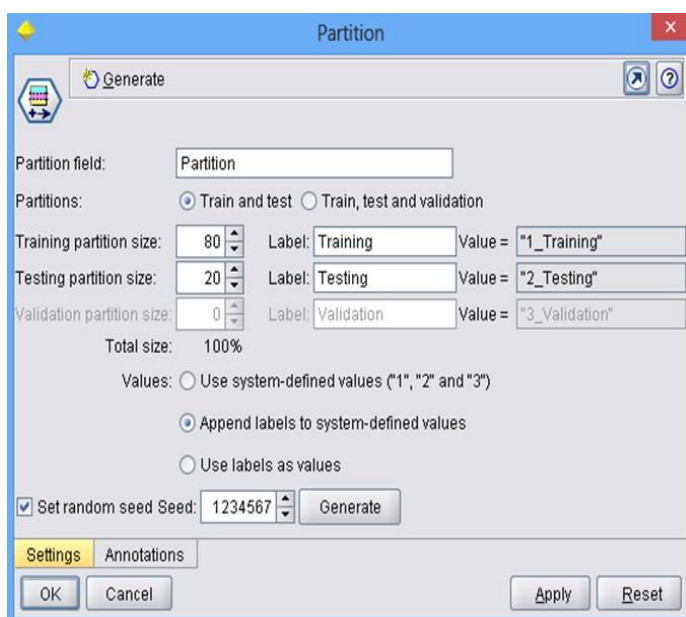 Partition
Generate
Partition field: Partition
Partitions: Train and test Train, test and validation
Training partition size: 80 Label: Training Value = "1_Training"
Testing partition size: 20 Label: Testing Value = "2_Testing"
Validation partition size: 0 Label: Validation Value = "3_Validation"
Total size: 100%
Values: Use system-defined values ("1", "2" and "3")
Append labels to system-defined values
Use labels as values
Set random seed Seed: 1234567 Generate
Settings Annotations
OK Cancel Apply Reset